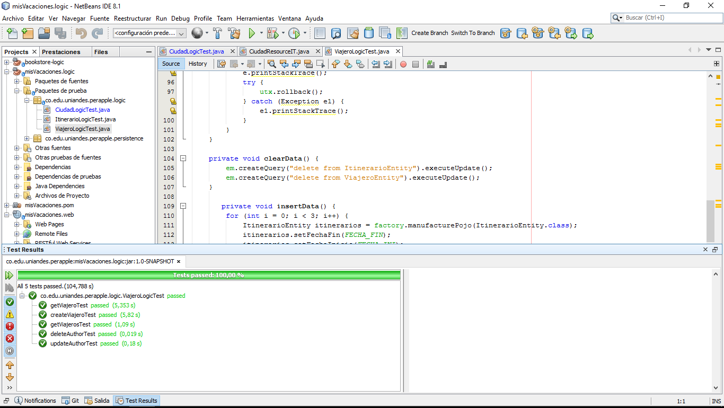 misVacaciones.logic - NetBeans IDE 8.1
Archivo Editar Ver Navegar Fuente Reestructurar Run Debug Profile Team Herramientas Ventana Ayuda
Buscar (Ctrl+I)
<configuración prede...
Create Branch Switch To Branch
Projects Prestaciones Files
CiudadLogicTest.java CiudadResourceIT.java ViajeroLogicTest.java
bookstore-logic
misVacaciones.logic
Paquetes de fuentes
Paquetes de prueba
co.edu.uniandes.perapple.logic
CiudadLogicTest.java
ItinerarioLogicTest.java
ViajeroLogicTest.java
co.edu.uniandes.perapple.persistence
Otras fuentes
Otras pruebas de fuentes
Dependencias
Dependencias de pruebas
Java Dependencies
Archivos de Proyecto
misVacaciones.pom
misVacaciones.web
Web Pages
Remote Files
RESTful Web Services
Source History
e.printStackTrace();
96 try {
97 utx.rollback();
} catch (Exception e1) {
e1.printStackTrace();
100 }
101 }
102 }
103
104 private void clearData() {
105 em.createQuery("delete from ItinerarioEntity").executeUpdate();
106 em.createQuery("delete from ViajeroEntity").executeUpdate();
107 }
108
109 private void insertData() {
110 for (int i = 0; i < 3; i++) {
111 ItinerarioEntity itinerarios = factory.manufacturePojo(ItinerarioEntity.class);
112 itinerarios.setFechaFin(FECHA_FIN);
Test Results
co.edu.uniandes.perapple:misVacaciones.logic:jar:1.0-SNAPSHOT
Tests passed: 100,00 %
All 5 tests passed.(104,788 s)
co.edu.uniandes.perapple.logic.ViajeroLogicTest passed
getViajeroTest passed (5,353 s)
createViajeroTest passed (5,82 s)
getViajerosTest passed (1,09 s)
deleteAuthorTest passed (0,019 s)
updateAuthorTest passed (0,18 s)
Notifications Git Salida Test Results
1:1 INS